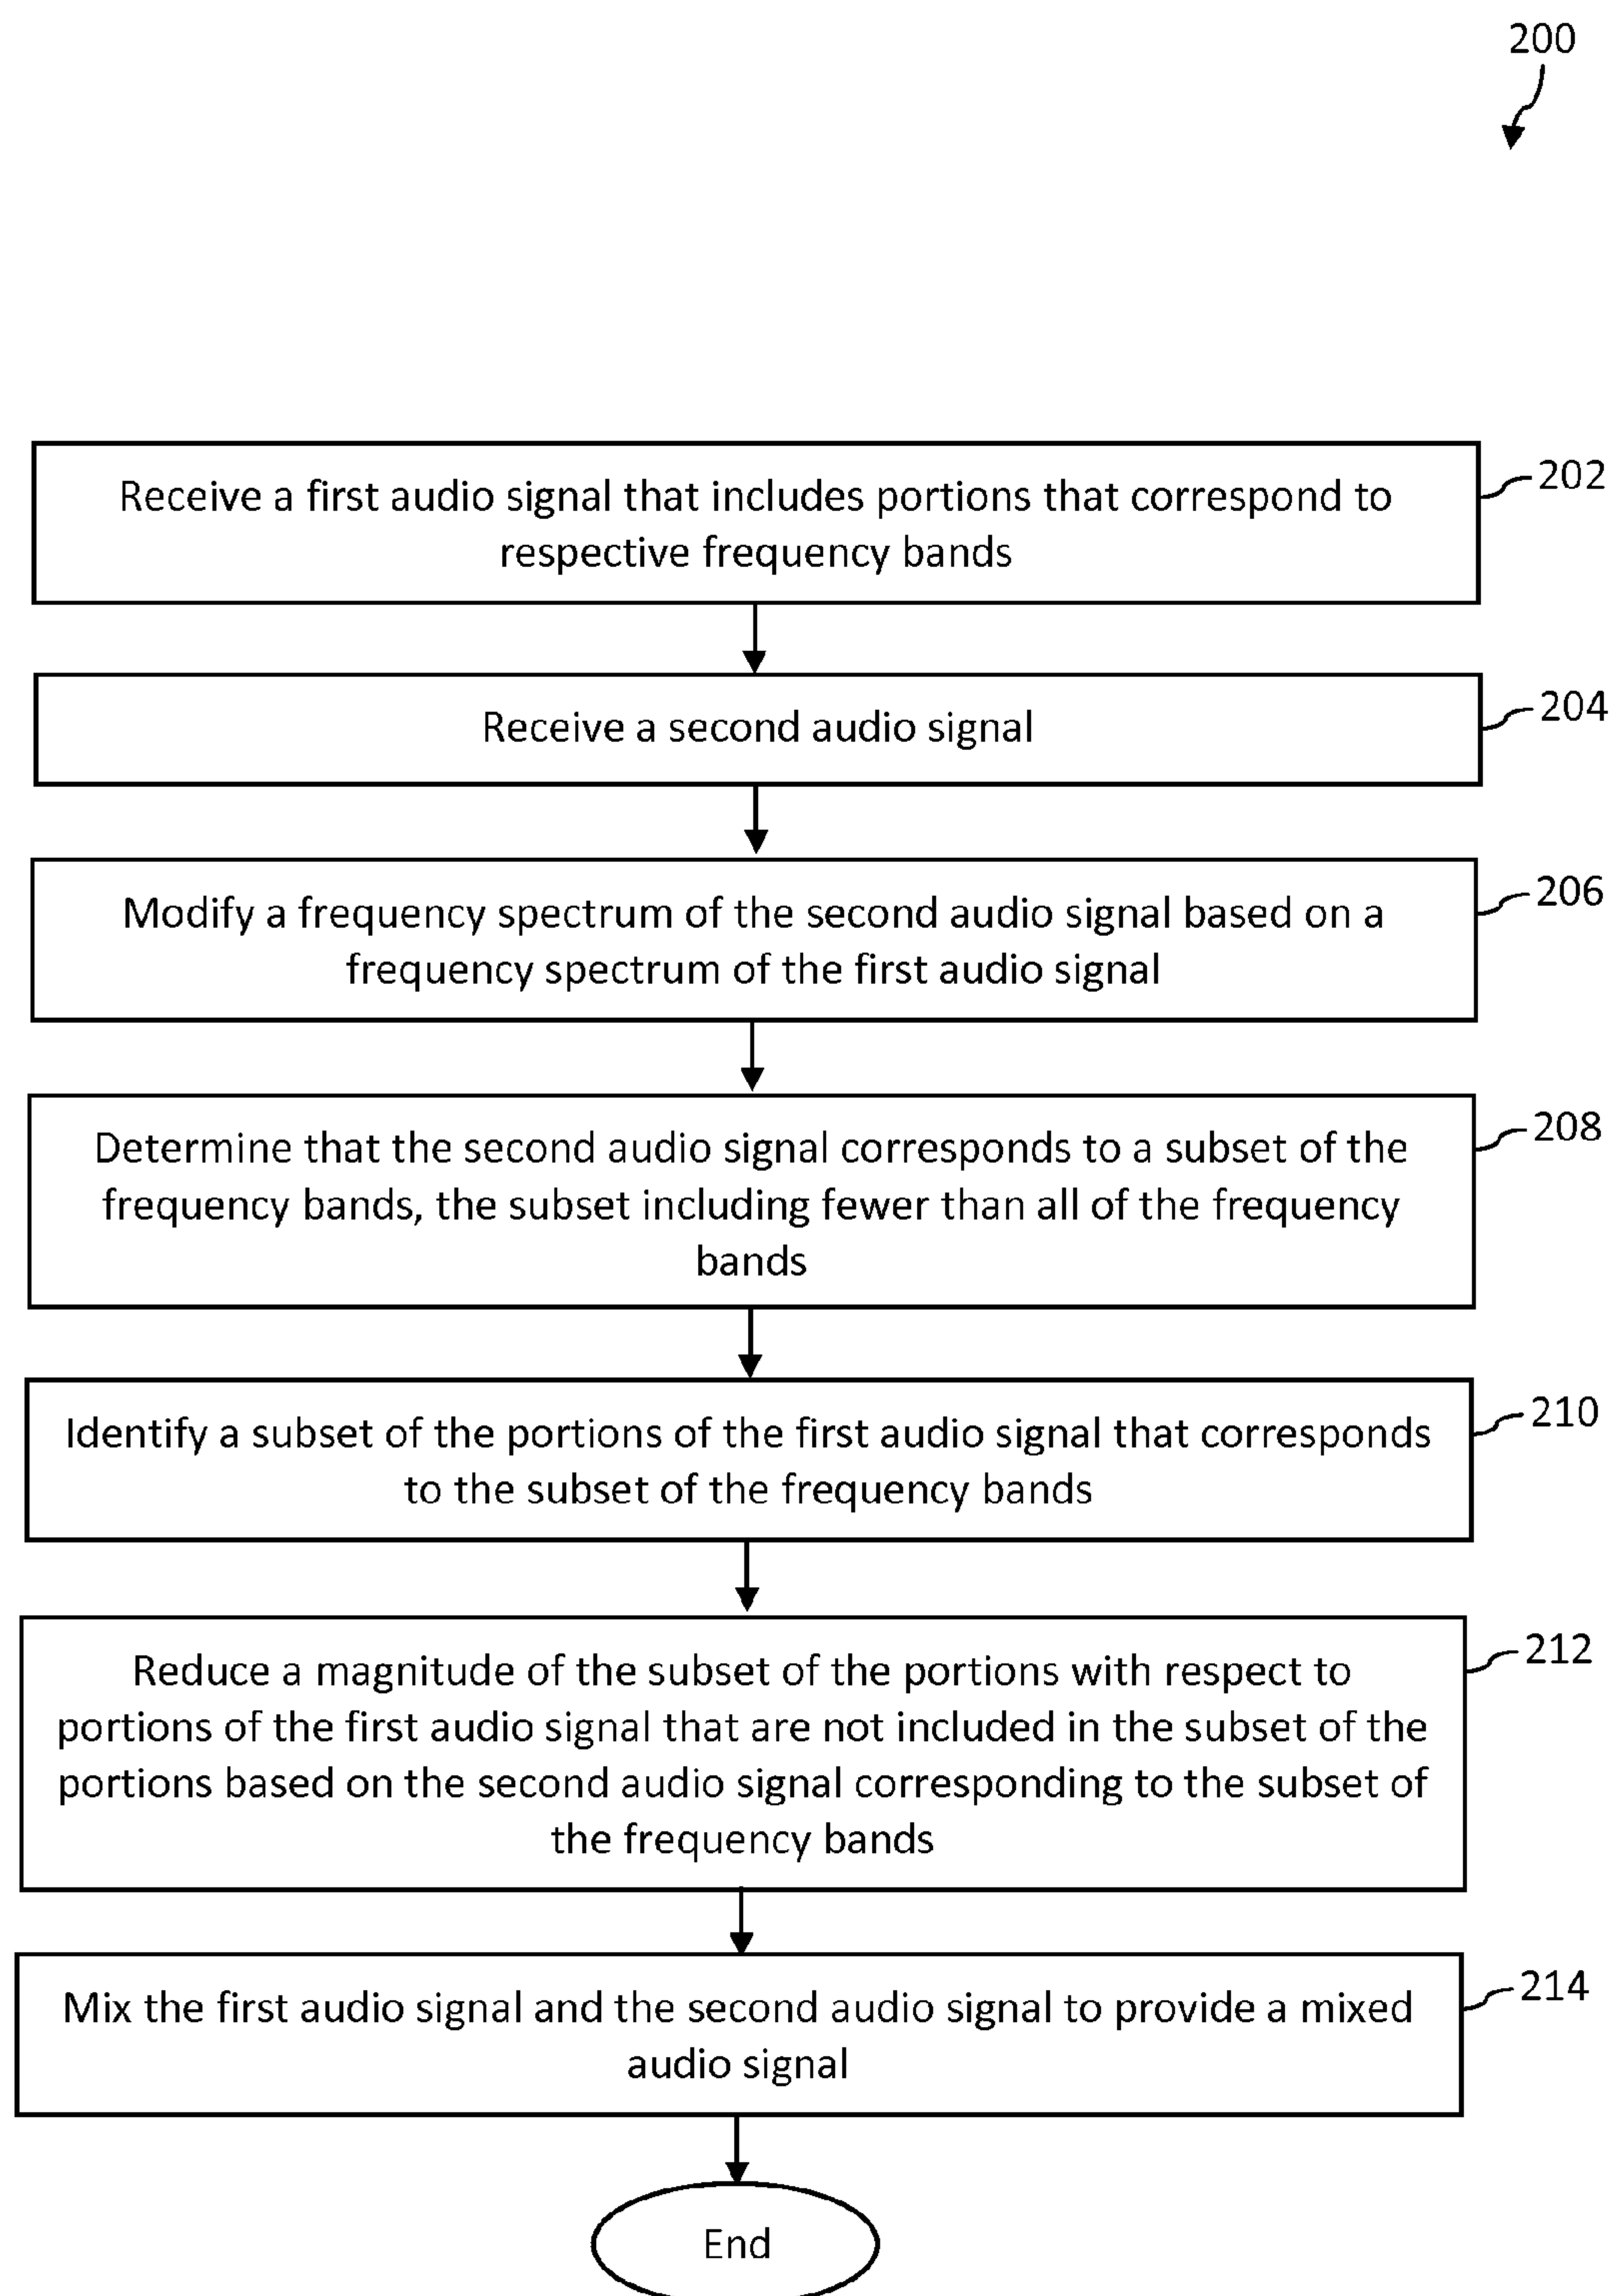 200
Receive a first audio signal that includes portions that correspond to
respective frequency bands
202
Receive a second audio signal
204
Modify a frequency spectrum of the second audio signal based on a
frequency spectrum of the first audio signal
206
Determine that the second audio signal corresponds to a subset of the
frequency bands, the subset including fewer than all of the frequency
bands
208
Identify a subset of the portions of the first audio signal that corresponds
to the subset of the frequency bands
210
Reduce a magnitude of the subset of the portions with respect to
portions of the first audio signal that are not included in the subset of the
portions based on the second audio signal corresponding to the subset of
the frequency bands
212
Mix the first audio signal and the second audio signal to provide a mixed
audio signal
214
End